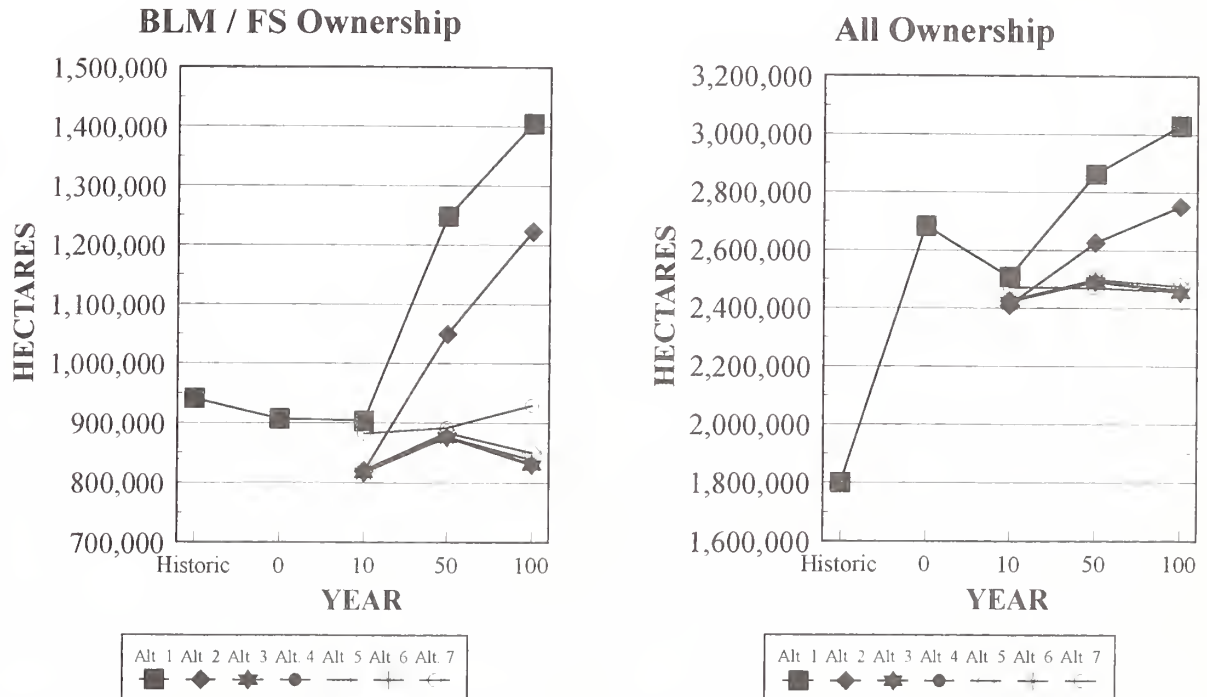 BLM / FS Ownership
1,500,000
1,400,000
1,300,000
1,200,000
1,100,000
1,000,000
900,000
800,000
700,000
HECTARES
Historic 0 10 50 100
YEAR
Alt 1 Alt 2 Alt 3 Alt. 4 Alt 5 Alt 6 Alt. 7
All Ownership
3,200,000
3,000,000
2,800,000
2,600,000
2,400,000
2,200,000
2,000,000
1,800,000
1,600,000
HECTARES
Historic 0 10 50 100
YEAR
Alt 1 Alt 2 Alt 3 Alt. 4 Alt 5 Alt 6 Alt. 7